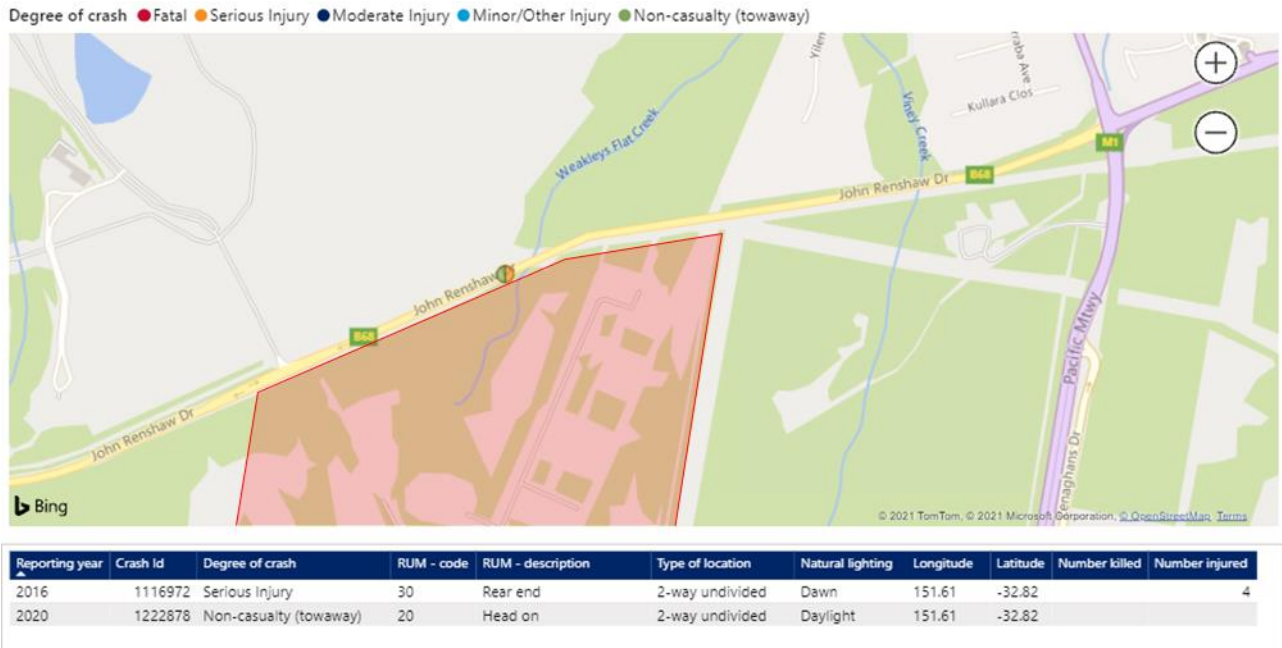 Degree of crash Fatal Serious Injury Moderate Injury Minor/Other Injury Non-casualty (towaway)
Yilen
rraba Ave
Kullara Clos
Weakleys Flat Creek
Viney Creek
M1
B68
John Renshaw Dr
John Renshaw
B68
John Renshaw Dr
Pacific Mtwy
enaghans Dr
Bing
© 2021 TomTom, © 2021 Microsoft Corporation, © OpenStreetMap Terms
Reporting year Crash Id Degree of crash RUM - code RUM - description Type of location Natural lighting Longitude Latitude Number killed Number injured
2016 1116972 Serious Injury 30 Rear end 2-way undivided Dawn 151.61 -32.82 4
2020 1222878 Non-casualty (towaway) 20 Head on 2-way undivided Daylight 151.61 -32.82